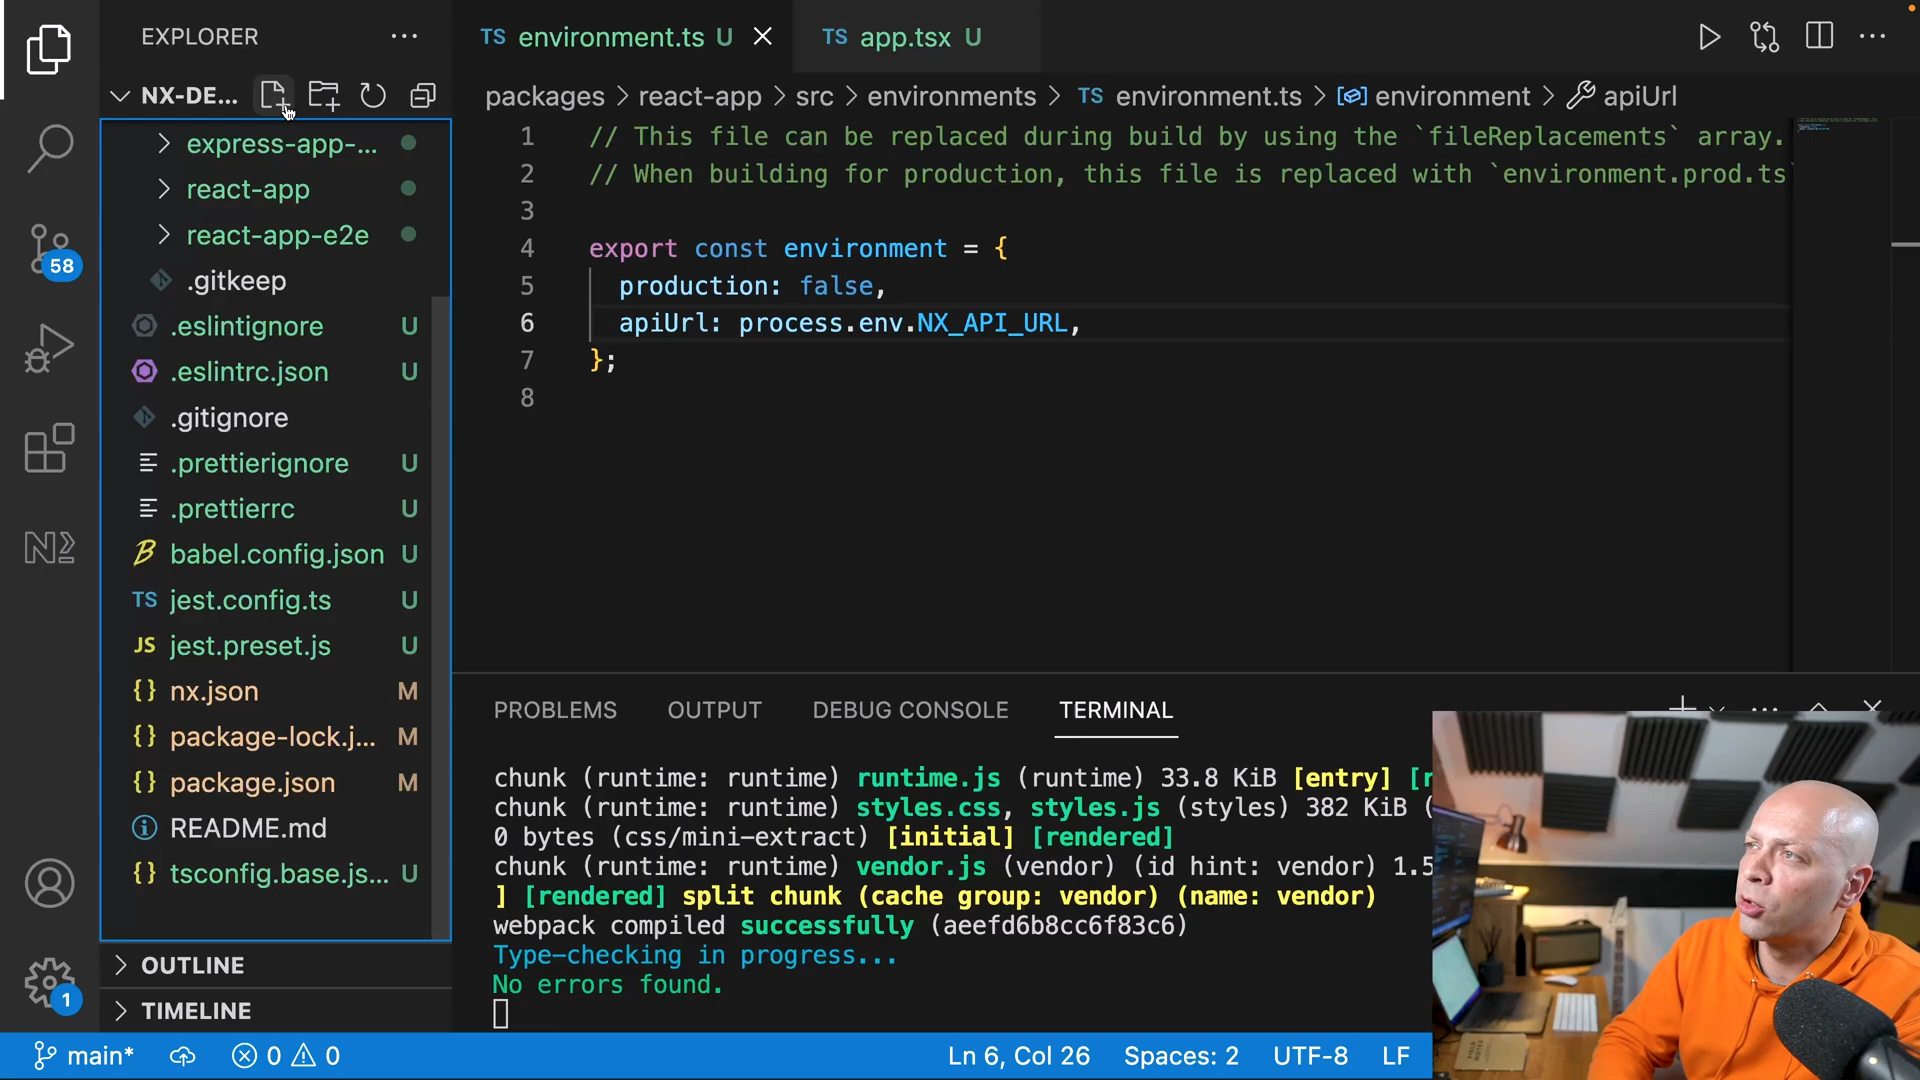 EXPLORER
NX-DE...
express-app-...
react-app
react-app-e2e
.gitkeep
.eslintignore U
.eslintrc.json U
.gitignore
.prettierignore U
.prettierrc U
babel.config.json U
TS jest.config.ts U
JS jest.preset.js U
{} nx.json M
{} package-lock.j... M
{} package.json M
README.md
{} tsconfig.base.js... U
OUTLINE
TIMELINE
58
1
TS environment.ts U
TS app.tsx U
packages > react-app > src > environments > TS environment.ts > environment > apiUrl
1 // This file can be replaced during build by using the `fileReplacements` array.
2 // When building for production, this file is replaced with `environment.prod.ts`
3
4 export const environment = {
5 production: false,
6 apiUrl: process.env.NX_API_URL,
7 };
8
PROBLEMS OUTPUT DEBUG CONSOLE TERMINAL
chunk (runtime: runtime) runtime.js (runtime) 33.8 KiB [entry] [r
chunk (runtime: runtime) styles.css, styles.js (styles) 382 KiB (
0 bytes (css/mini-extract) [initial] [rendered]
chunk (runtime: runtime) vendor.js (vendor) (id hint: vendor) 1.5
] [rendered] split chunk (cache group: vendor) (name: vendor)
webpack compiled successfully (aeefd6b8cc6f83c6)
Type-checking in progress...
No errors found.
main* 0 0 Ln 6, Col 26 Spaces: 2 UTF-8 LF